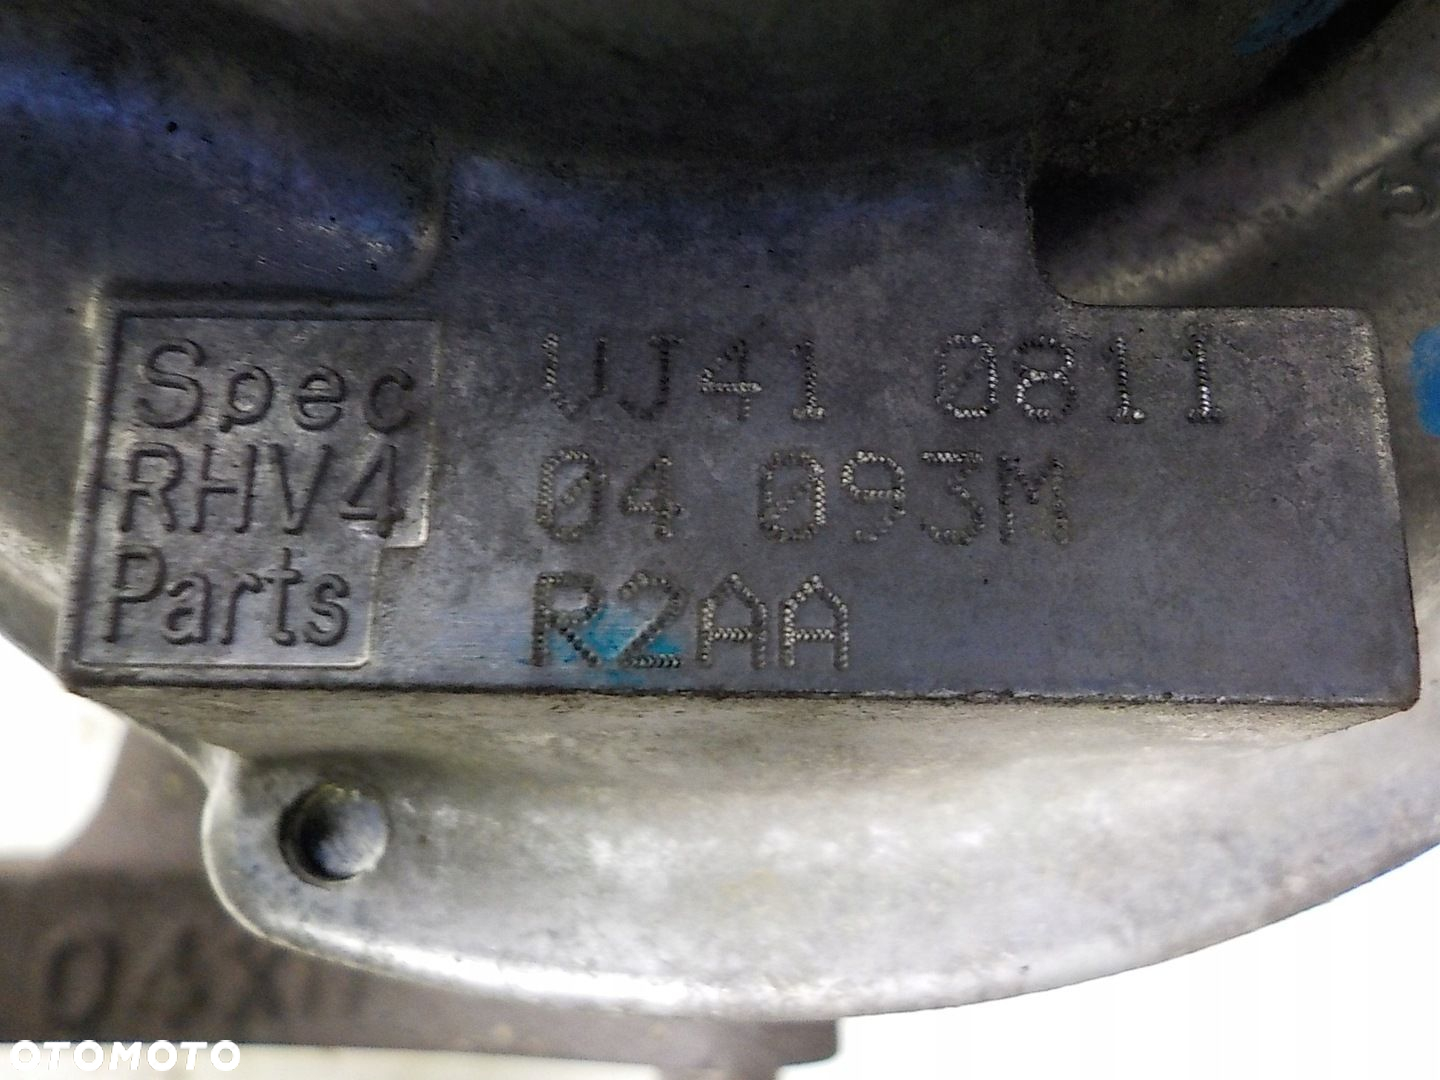 Spec VJ41 0811
RHV4 04 093M
Parts R2AA
OTOMOTO